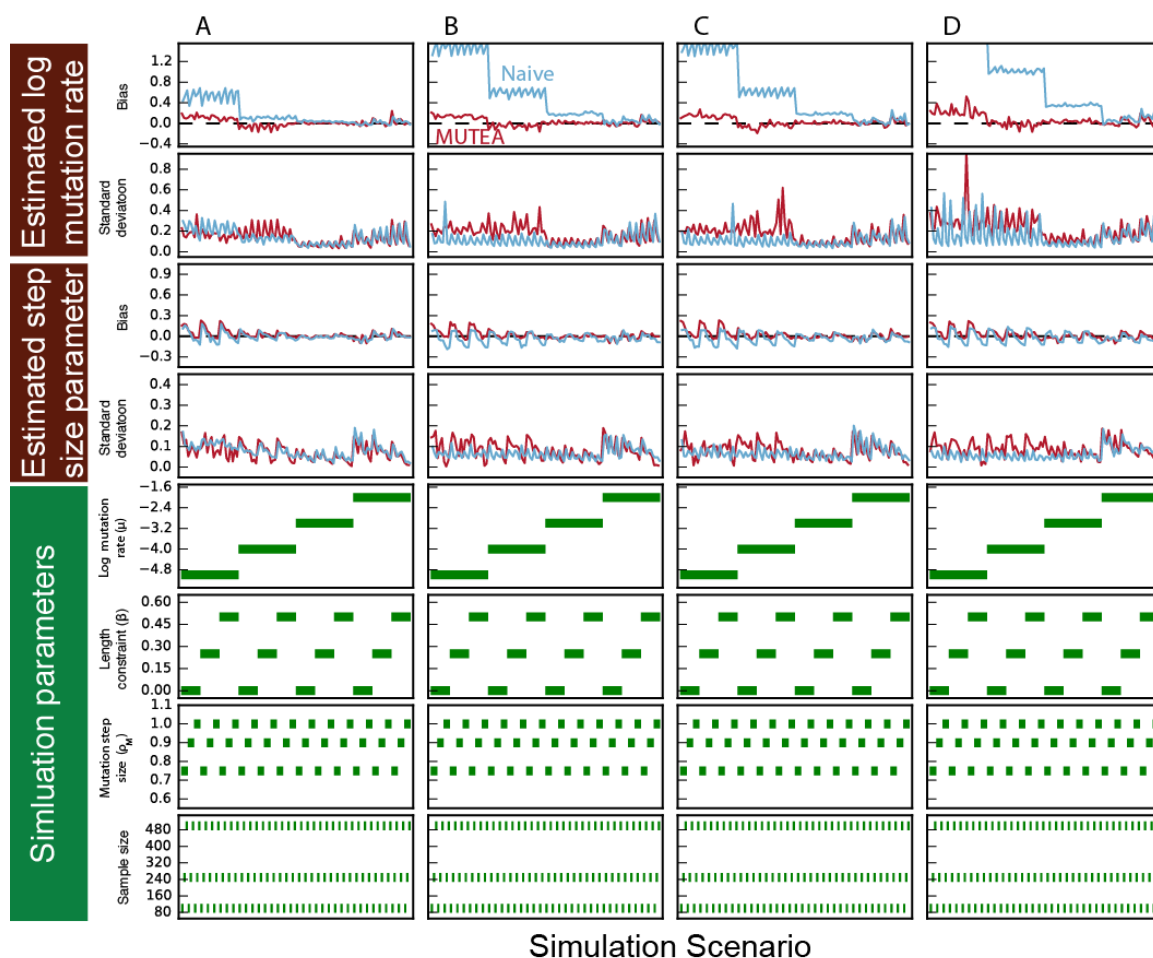 A B C D
Estimated log
mutation rate
Bias
1.2
0.8
0.4
0.0
−0.4
Naive
MUTEA
Standard
deviatoon
0.8
0.6
0.4
0.2
0.0
Estimated step
size parameter
Bias
0.9
0.6
0.3
0.0
−0.3
Standard
deviatoon
0.4
0.3
0.2
0.1
0.0
Simluation parameters
Log mutation
rate (μ)
−1.6
−2.4
−3.2
−4.0
−4.8
Length
constraint (β)
0.60
0.45
0.30
0.15
0.00
Mutation step
size (ρM)
1.1
1.0
0.9
0.8
0.7
0.6
Sample size
480
400
320
240
160
80
Simulation Scenario